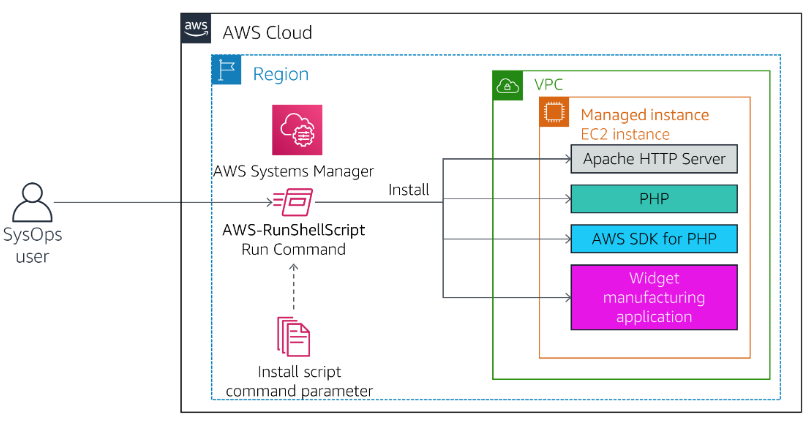 aws
AWS Cloud
Region
VPC
Managed instance
EC2 instance
AWS Systems Manager
Apache HTTP Server
Install
PHP
SysOps
user
AWS-RunShellScript
Run Command
AWS SDK for PHP
Widget
manufacturing
application
Install script
command parameter